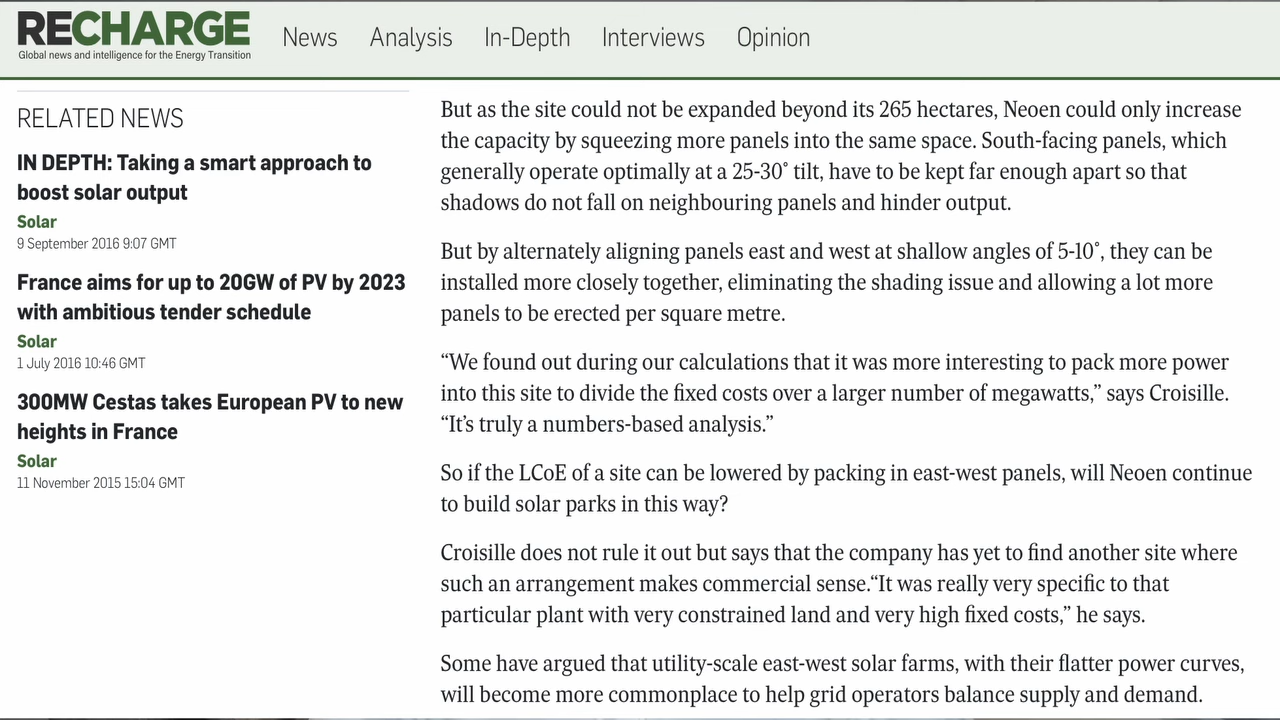 RECHARGE
Global news and intelligence for the Energy Transition
News Analysis In-Depth Interviews Opinion
RELATED NEWS
IN DEPTH: Taking a smart approach to
boost solar output
Solar
9 September 2016 9:07 GMT
France aims for up to 20GW of PV by 2023
with ambitious tender schedule
Solar
1 July 2016 10:46 GMT
300MW Cestas takes European PV to new
heights in France
Solar
11 November 2015 15:04 GMT
But as the site could not be expanded beyond its 265 hectares, Neoen could only increase
the capacity by squeezing more panels into the same space. South-facing panels, which
generally operate optimally at a 25-30° tilt, have to be kept far enough apart so that
shadows do not fall on neighbouring panels and hinder output.
But by alternately aligning panels east and west at shallow angles of 5-10°, they can be
installed more closely together, eliminating the shading issue and allowing a lot more
panels to be erected per square metre.
“We found out during our calculations that it was more interesting to pack more power
into this site to divide the fixed costs over a larger number of megawatts,” says Croisille.
“It’s truly a numbers-based analysis.”
So if the LCoE of a site can be lowered by packing in east-west panels, will Neoen continue
to build solar parks in this way?
Croisille does not rule it out but says that the company has yet to find another site where
such an arrangement makes commercial sense.“It was really very specific to that
particular plant with very constrained land and very high fixed costs,” he says.
Some have argued that utility-scale east-west solar farms, with their flatter power curves,
will become more commonplace to help grid operators balance supply and demand.